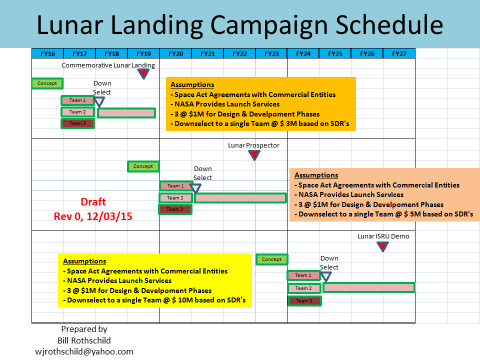 Lunar Landing Campaign Schedule
FY16 FY17 FY18 FY19 FY20 FY21 FY22 FY23 FY24 FY25 FY26 FY27
Commemorative Lunar Landing
Concept
Down
Select
Team 1
Team 2
Team 3
Assumptions
- Space Act Agreements with Commercial Entities
- NASA Provides Launch Services
- 3 @ $1M for Design & Develpoment Phases
- Downselect to a single Team @ $ 3M based on SDR's
Lunar Prospector
Concept
Down
Select
Team 1
Team 2
Team 3
Assumptions
- Space Act Agreements with Commercial Entities
- NASA Provides Launch Services
- 3 @ $1M for Design & Develpoment Phases
- Downselect to a single Team @ $ 5M based on SDR's
Draft
Rev 0, 12/03/15
Lunar ISRU Demo
Concept
Down
Select
Team 1
Team 2
Team 3
Assumptions
- Space Act Agreements with Commercial Entities
- NASA Provides Launch Services
- 3 @ $1M for Design & Develpoment Phases
- Downselect to a single Team @ $ 10M based on SDR's
Prepared by
Bill Rothschild
wjrothschild@yahoo.com